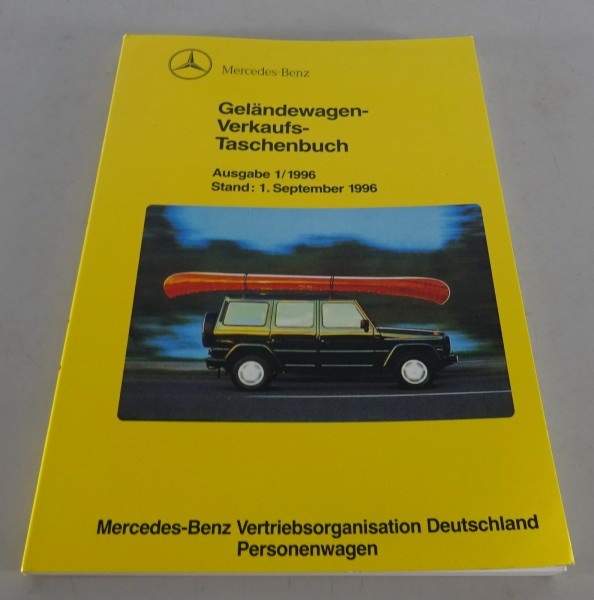 Mercedes-Benz
Geländewagen-
Verkaufs-
Taschenbuch
Ausgabe 1/1996
Stand: 1. September 1996
Mercedes-Benz Vertriebsorganisation Deutschland
Personenwagen